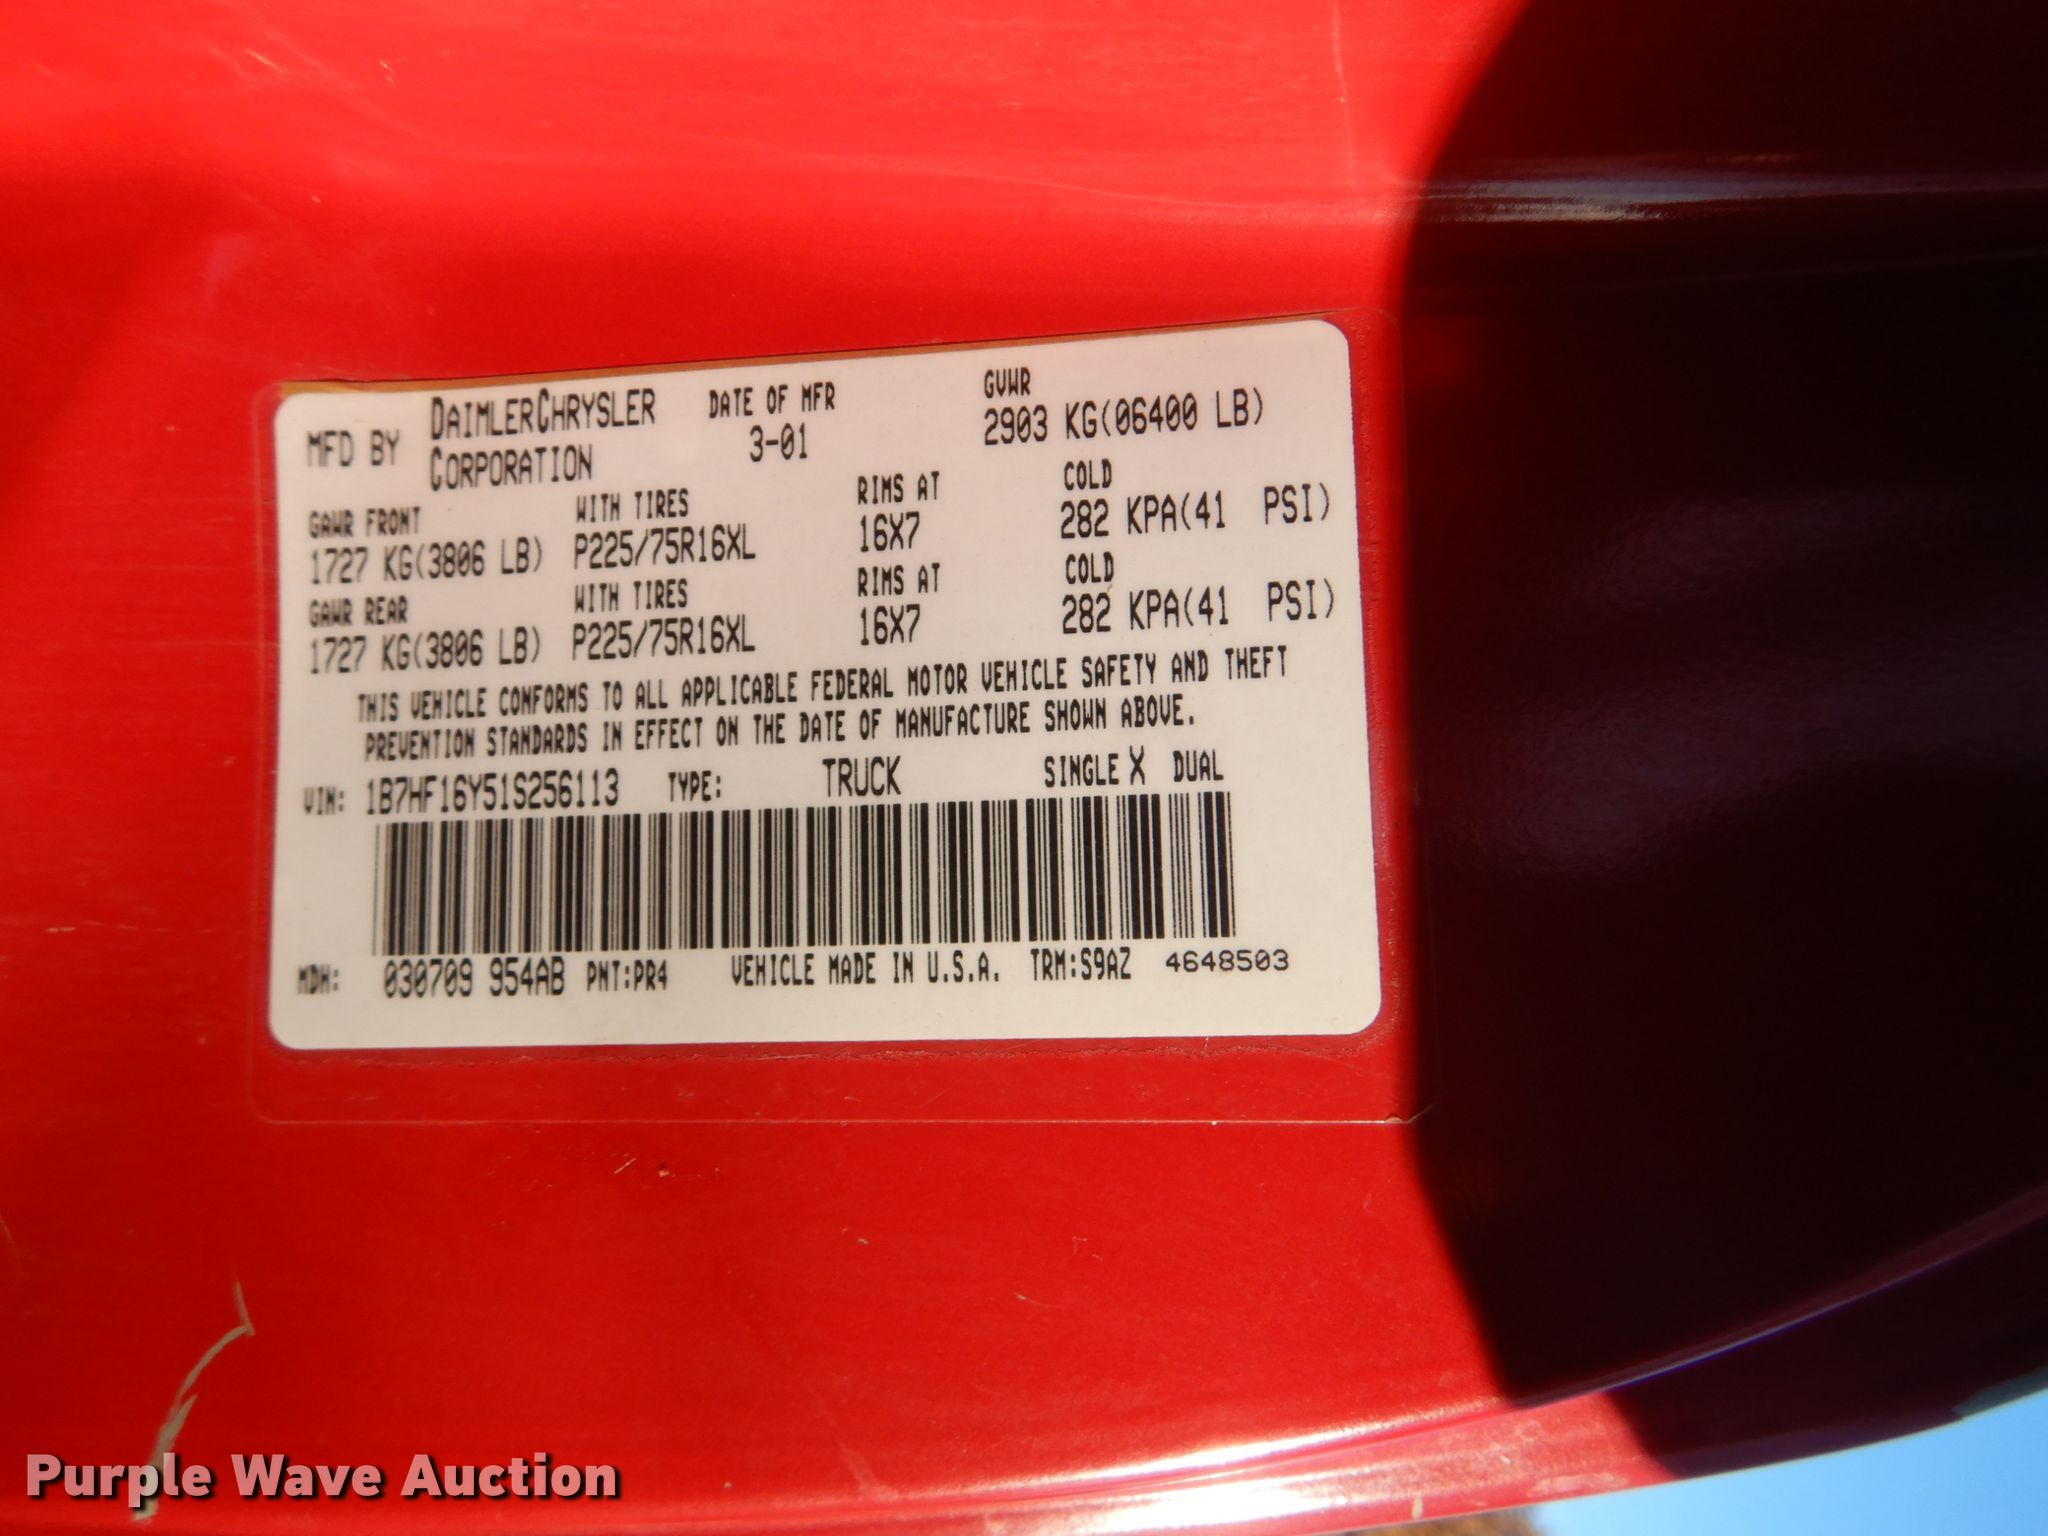 MFD BY DAIMLERCHRYSLER CORPORATION DATE OF MFR 3-01 GVWR 2903 KG(06400 LB)
GAWR FRONT WITH TIRES RIMS AT COLD
1727 KG(3806 LB) P225/75R16XL 16X7 282 KPA(41 PSI)
GAWR REAR WITH TIRES RIMS AT COLD
1727 KG(3806 LB) P225/75R16XL 16X7 282 KPA(41 PSI)
THIS VEHICLE CONFORMS TO ALL APPLICABLE FEDERAL MOTOR VEHICLE SAFETY AND THEFT
PREVENTION STANDARDS IN EFFECT ON THE DATE OF MANUFACTURE SHOWN ABOVE.
VIN: 1B7HF16Y51S256113 TYPE: TRUCK SINGLE X DUAL
MDH: 030709 954AB PNT:PR4 VEHICLE MADE IN U.S.A. TRM:S9AZ 4648503
Purple Wave Auction